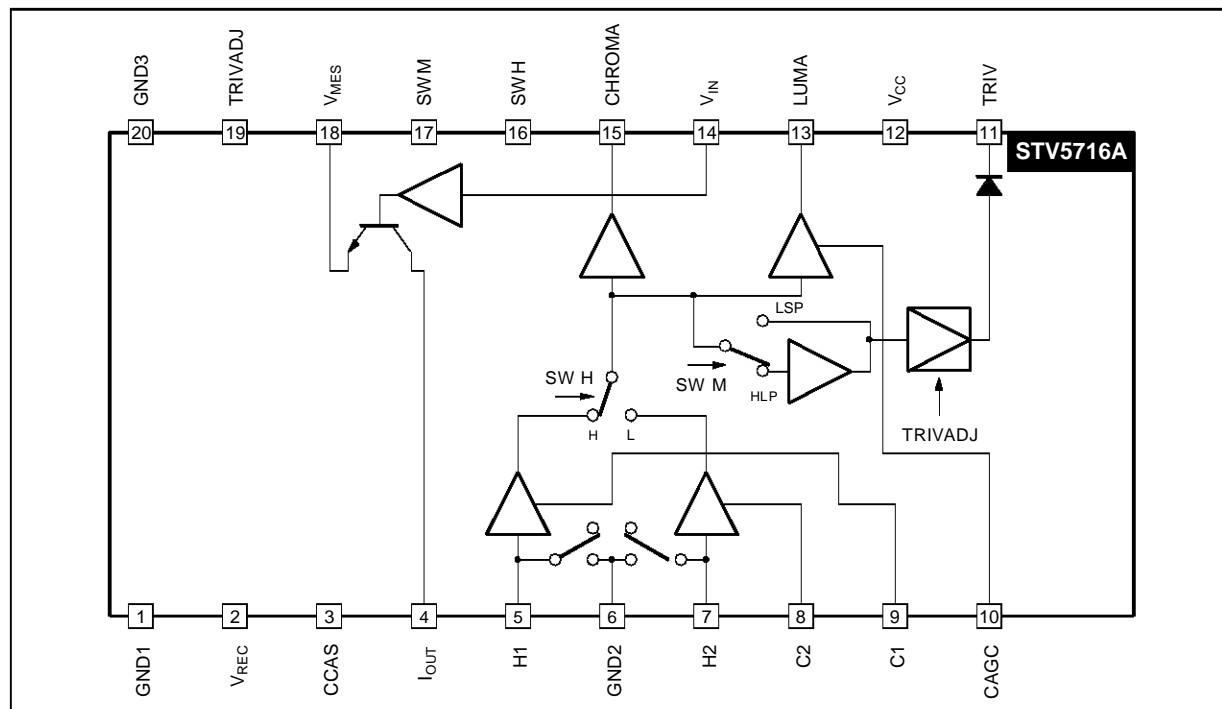 GND3
TRIVADJ
VMES
SWM
SWH
CHROMA
VIN
LUMA
VCC
TRIV
20
19
18
17
16
15
14
13
12
11
STV5716A
LSP
SW H
SW M
HLP
H
L
TRIVADJ
1
2
3
4
5
6
7
8
9
10
GND1
VREC
CCAS
IOUT
H1
GND2
H2
C2
C1
CAGC